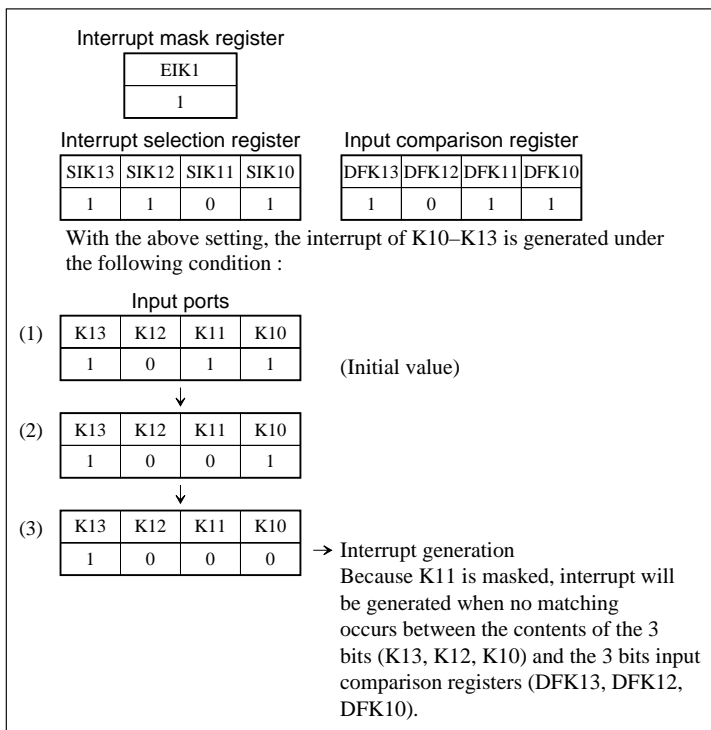 Interrupt mask register
EIK1
1
Interrupt selection register
SIK13 SIK12 SIK11 SIK10
1 1 0 1
Input comparison register
DFK13 DFK12 DFK11 DFK10
1 0 1 1
With the above setting, the interrupt of K10–K13 is generated under
the following condition :
Input ports
(1) K13 K12 K11 K10
1 0 1 1 (Initial value)
↓
(2) K13 K12 K11 K10
1 0 0 1
↓
(3) K13 K12 K11 K10
1 0 0 0
→ Interrupt generation
Because K11 is masked, interrupt will
be generated when no matching
occurs between the contents of the 3
bits (K13, K12, K10) and the 3 bits input
comparison registers (DFK13, DFK12,
DFK10).